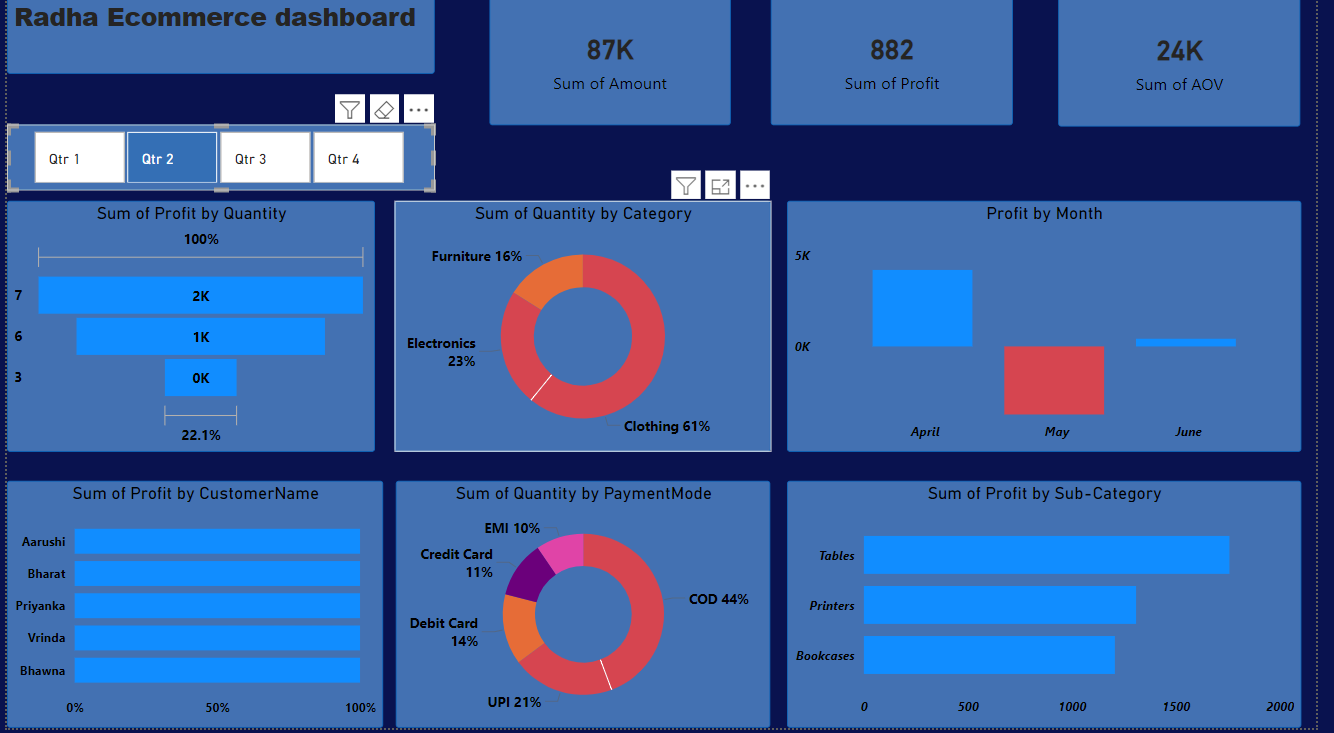 Radha Ecommerce dashboard
87K
Sum of Amount
882
Sum of Profit
24K
Sum of AOV
Qtr 1
Qtr 2
Qtr 3
Qtr 4
Sum of Profit by Quantity
100%
7
2K
6
1K
3
0K
22.1%
Sum of Quantity by Category
Furniture 16%
Electronics
23%
Clothing 61%
Profit by Month
5K
0K
April
May
June
Sum of Profit by CustomerName
Aarushi
Bharat
Priyanka
Vrinda
Bhawna
0%
50%
100%
Sum of Quantity by PaymentMode
EMI 10%
Credit Card
11%
COD 44%
Debit Card
14%
UPI 21%
Sum of Profit by Sub-Category
Tables
Printers
Bookcases
0
500
1000
1500
2000